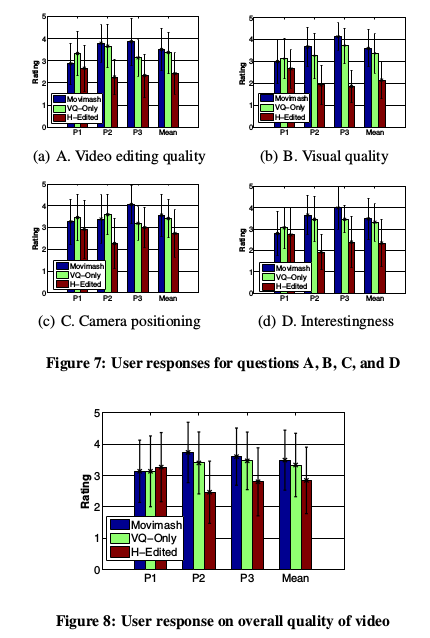 5
4
3
2
1
0
Rating
Movimash
VQ-Only
H-Edited
P1 P2 P3 Mean
(a) A. Video editing quality
5
4
3
2
1
0
Rating
Movimash
VQ-Only
H-Edited
P1 P2 P3 Mean
(b) B. Visual quality
5
4
3
2
1
0
Rating
Movimash
VQ-Only
H-Edited
P1 P2 P3 Mean
(c) C. Camera positioning
5
4
3
2
1
0
Rating
Movimash
VQ-Only
H-Edited
P1 P2 P3 Mean
(d) D. Interestingness
Figure 7: User responses for questions A, B, C, and D
5
4
3
2
1
0
Rating
Movimash
VQ-Only
H-Edited
P1 P2 P3 Mean
Figure 8: User response on overall quality of video